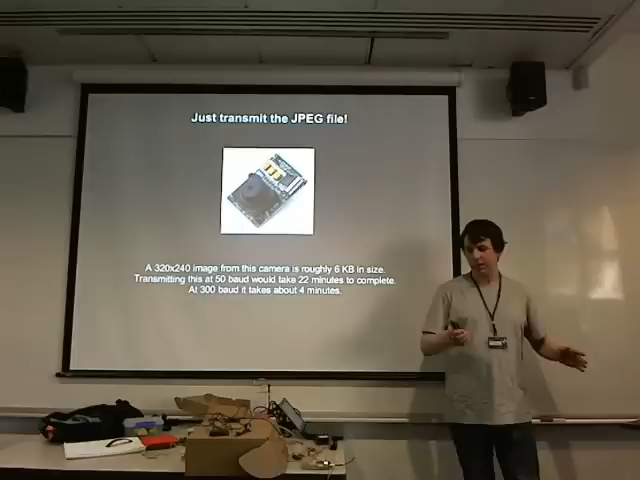 Just transmit the JPEG file!
A 320x240 image from this camera is roughly 6 KB in size.
Transmitting this at 50 baud would take 22 minutes to complete.
At 300 baud it takes about 4 minutes.